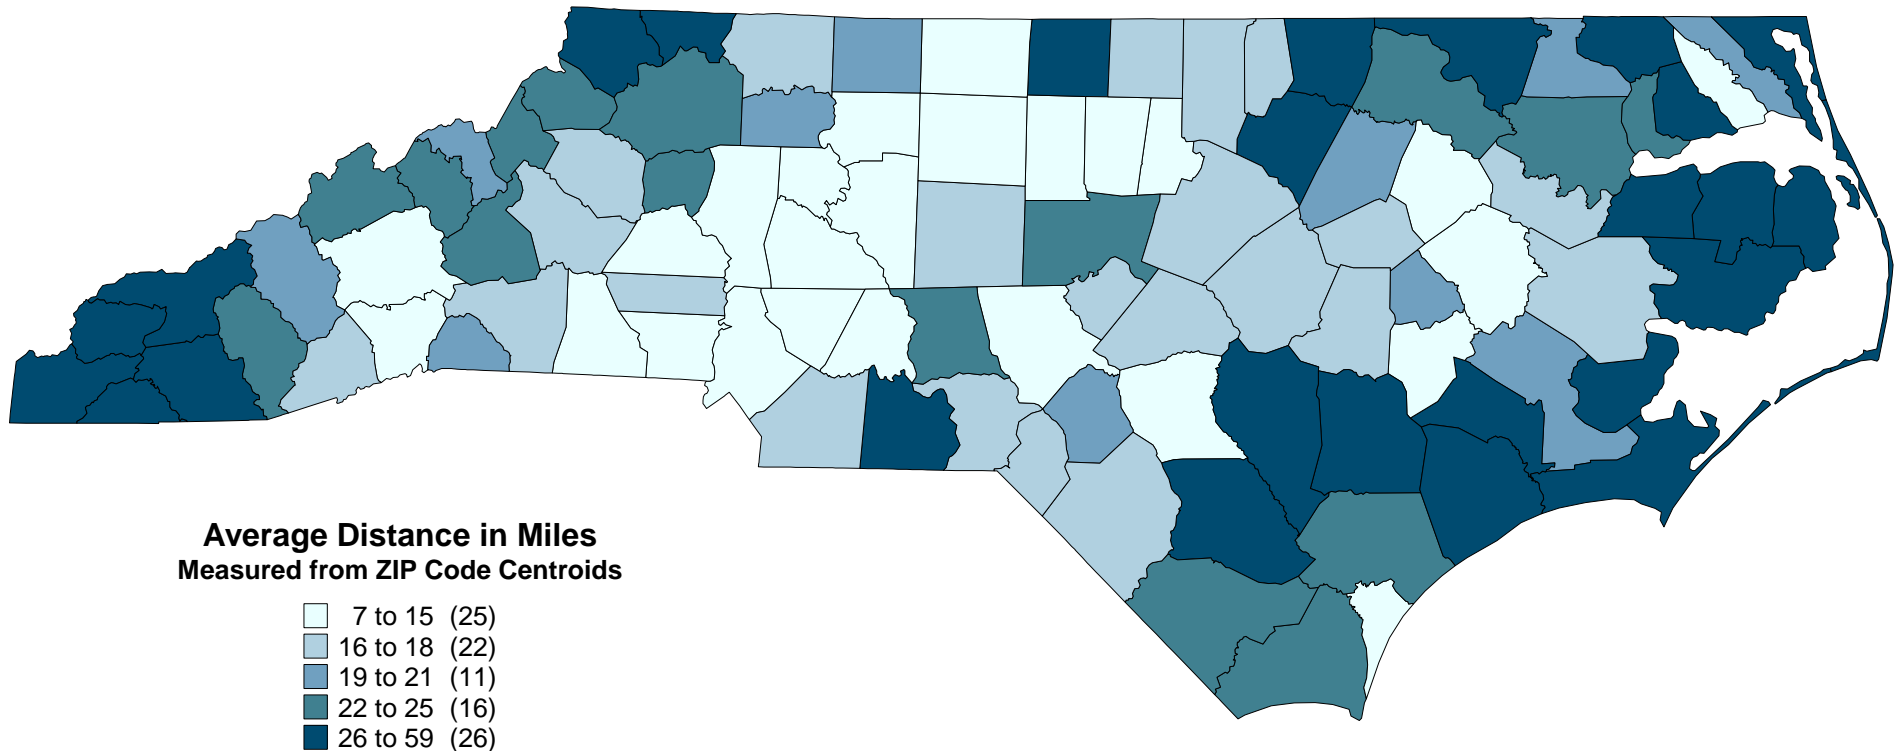 Average Distance in Miles
Measured from ZIP Code Centroids
7 to 15 (25)
16 to 18 (22)
19 to 21 (11)
22 to 25 (16)
26 to 59 (26)